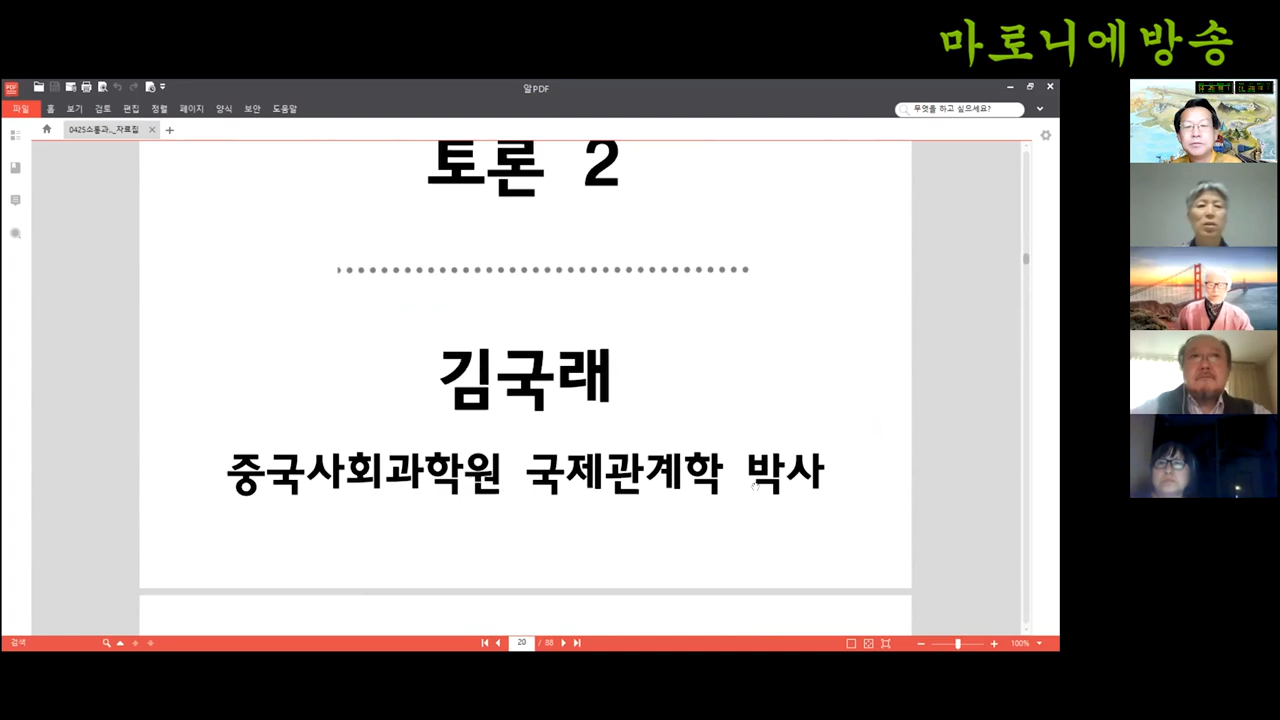 마로니에방송
알PDF
파일 홈 보기 검토 편집 정렬 페이지 양식 보안 도움말
무엇을 하고 싶으세요?
0425소통과..._자료집
토론 2
김국래
중국사회과학원 국제관계학 박사
검색
20 / 88
100%